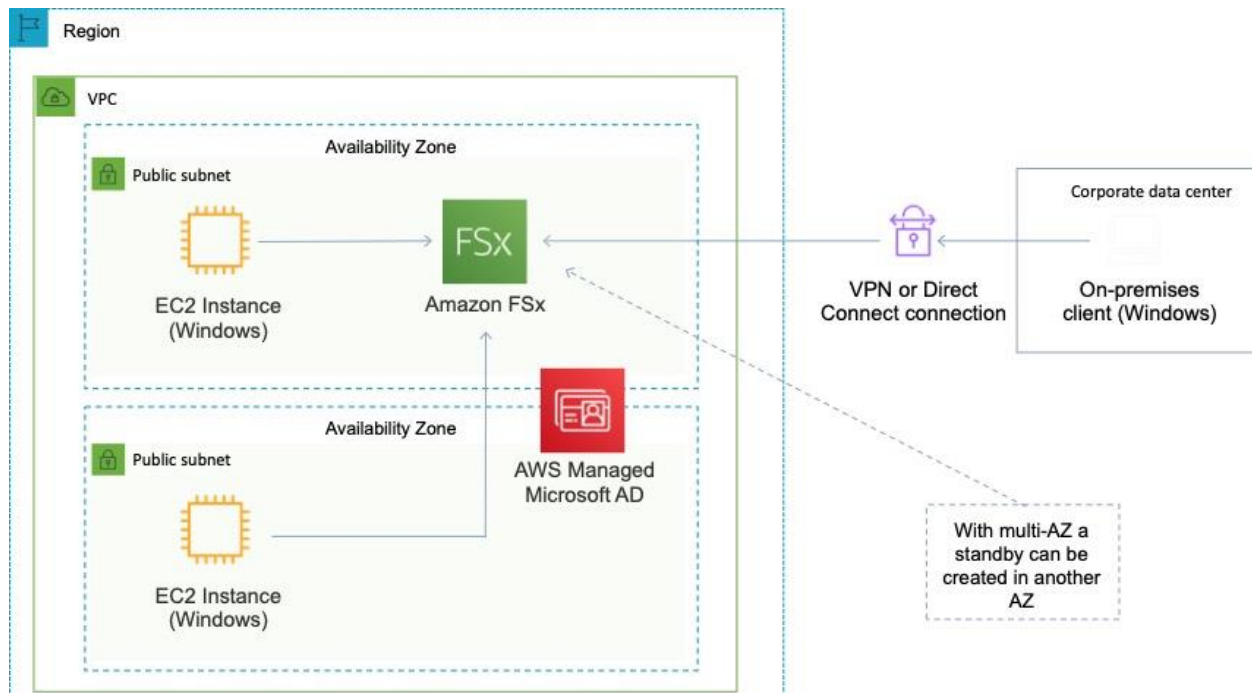 Region
VPC
Availability Zone
Public subnet
FSx
EC2 Instance
(Windows)
Amazon FSx
Availability Zone
Public subnet
AWS Managed
Microsoft AD
EC2 Instance
(Windows)
VPN or Direct
Connect connection
Corporate data center
On-premises
client (Windows)
With multi-AZ a
standby can be
created in another
AZ